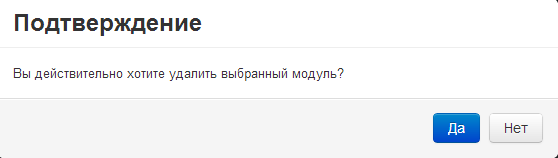 Подтверждение
Вы действительно хотите удалить выбранный модуль?
Да
Нет